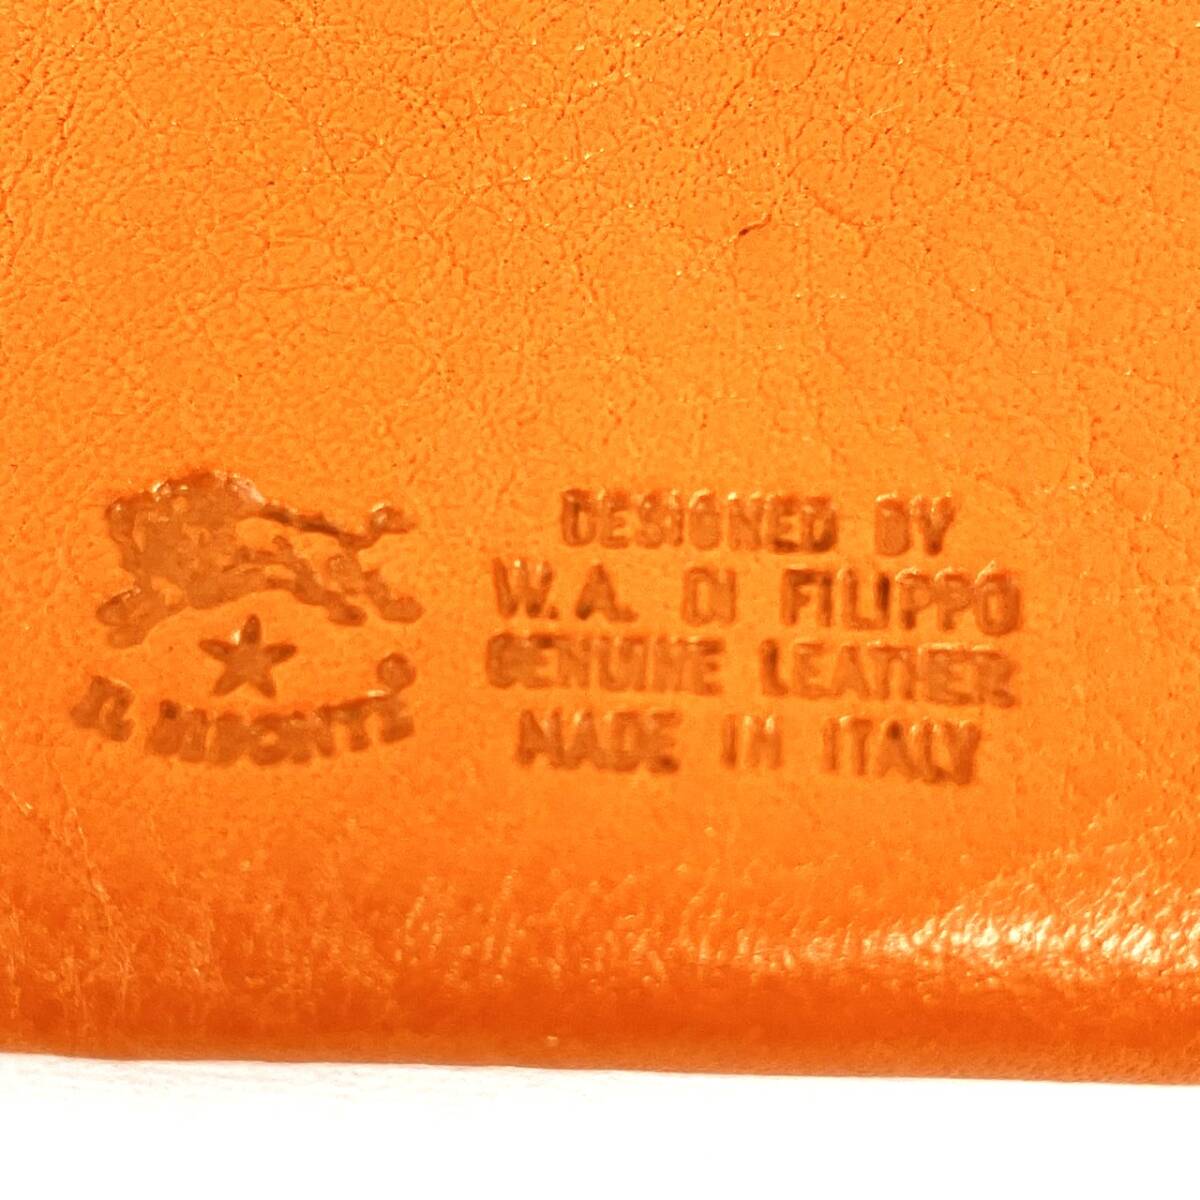 IL BISONTE®
DESIGNED BY
W.A. DI FILIPPO
GENUINE LEATHER
MADE IN ITALY